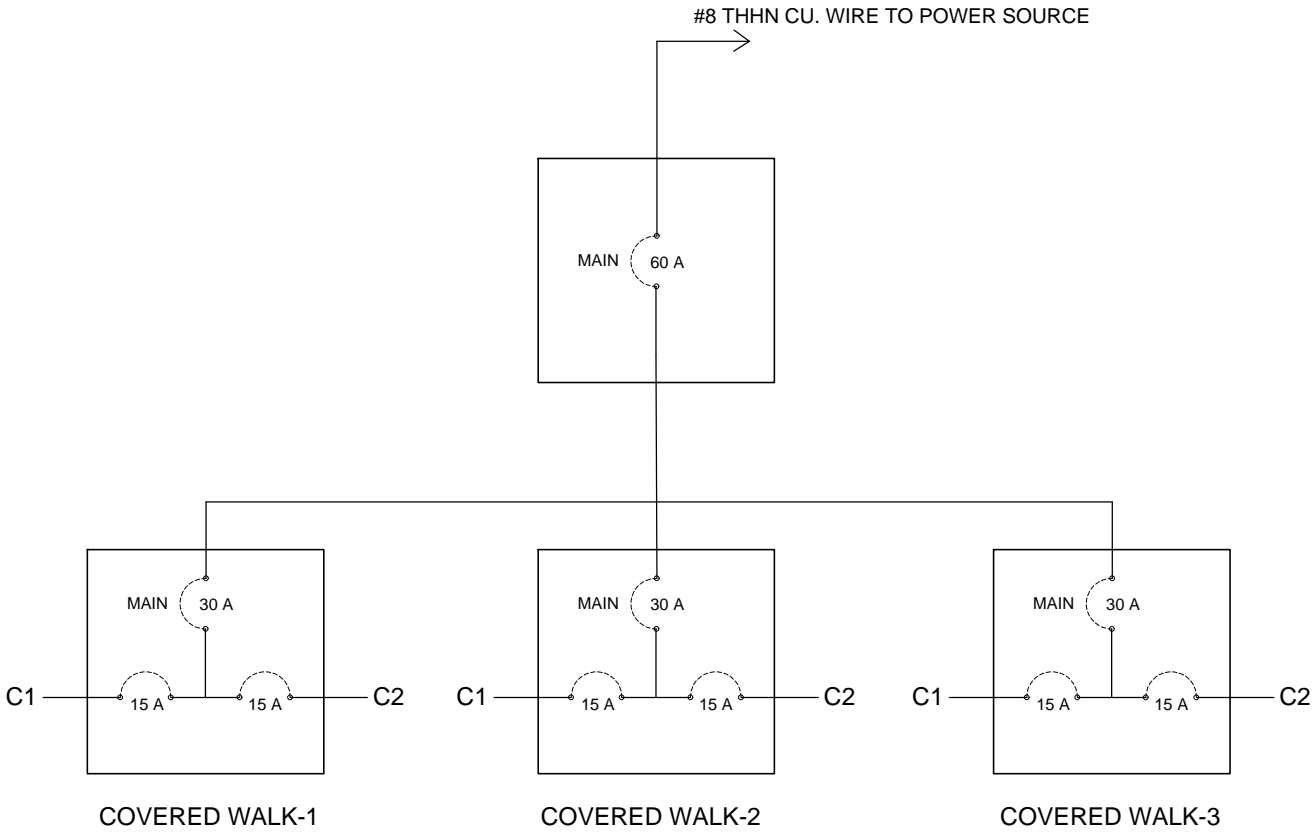 #8 THHN CU. WIRE TO POWER SOURCE
MAIN 60 A
MAIN 30 A
MAIN 30 A
MAIN 30 A
C1 15 A 15 A C2
C1 15 A 15 A C2
C1 15 A 15 A C2
COVERED WALK-1
COVERED WALK-2
COVERED WALK-3